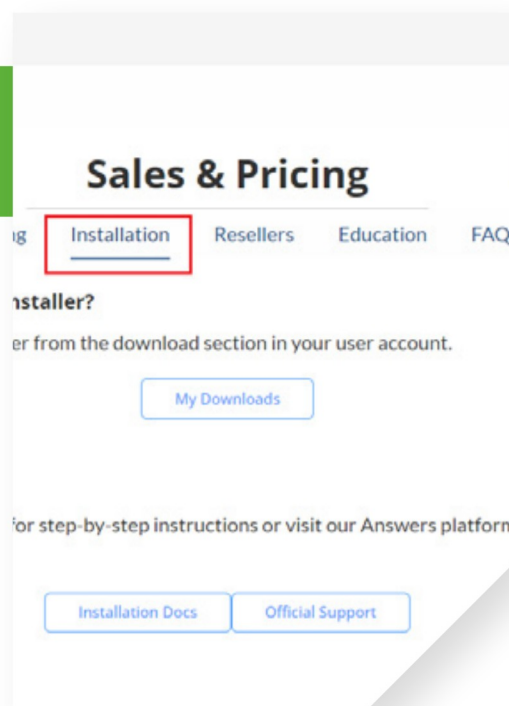 Sales & Pricing
ng Installation Resellers Education FAQ
nstaller?
er from the download section in your user account.
My Downloads
for step-by-step instructions or visit our Answers platform
Installation Docs Official Support